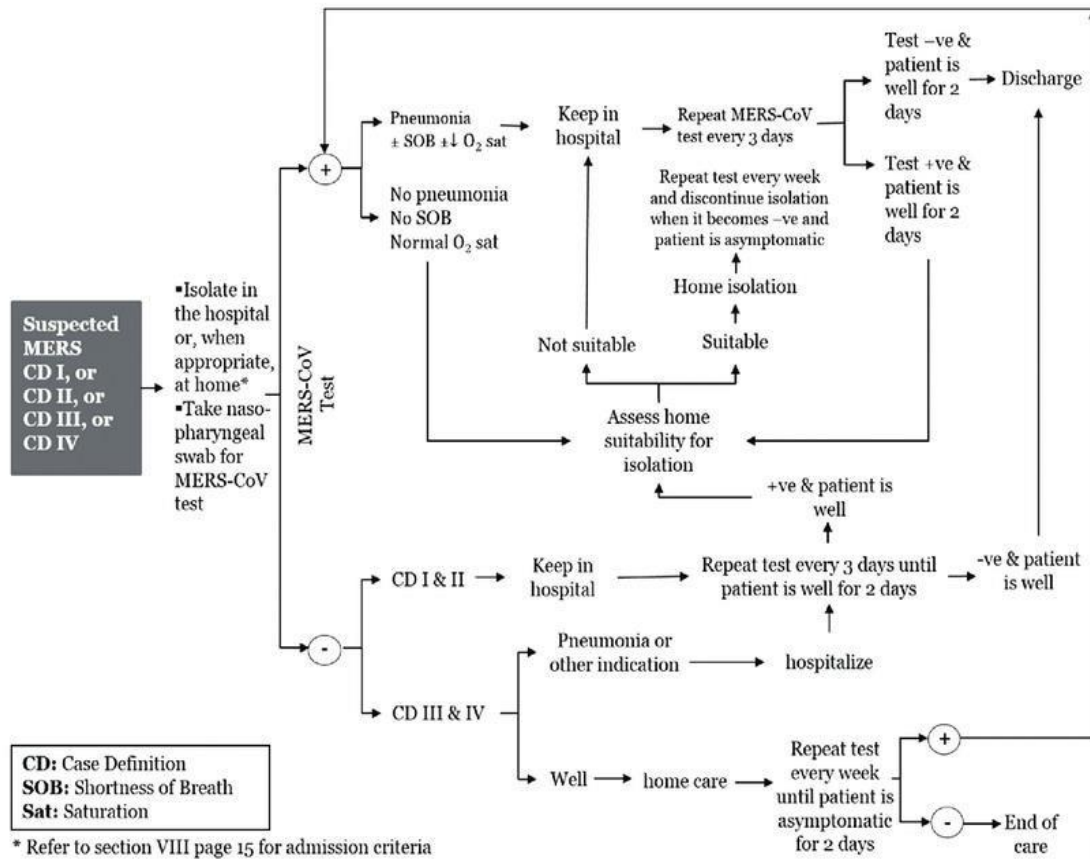 Suspected
MERS
CD I, or
CD II, or
CD III, or
CD IV
▪Isolate in
the hospital
or, when
appropriate,
at home*
▪Take naso-
pharyngeal
swab for
MERS-CoV
test
MERS-CoV
Test
+
Pneumonia
± SOB ±↓ O₂ sat
Keep in
hospital
Repeat MERS-CoV
test every 3 days
Test –ve &
patient is
well for 2
days
Discharge
Test +ve &
patient is
well for 2
days
No pneumonia
No SOB
Normal O₂ sat
Repeat test every week
and discontinue isolation
when it becomes –ve and
patient is asymptomatic
Home isolation
Not suitable
Suitable
Assess home
suitability for
isolation
+ve & patient is
well
-
CD I & II
Keep in
hospital
Repeat test every 3 days until
patient is well for 2 days
-ve & patient
is well
CD III & IV
Pneumonia or
other indication
hospitalize
Well
home care
Repeat test
every week
until patient is
asymptomatic
for 2 days
+
-
End of
care
CD: Case Definition
SOB: Shortness of Breath
Sat: Saturation
* Refer to section VIII page 15 for admission criteria